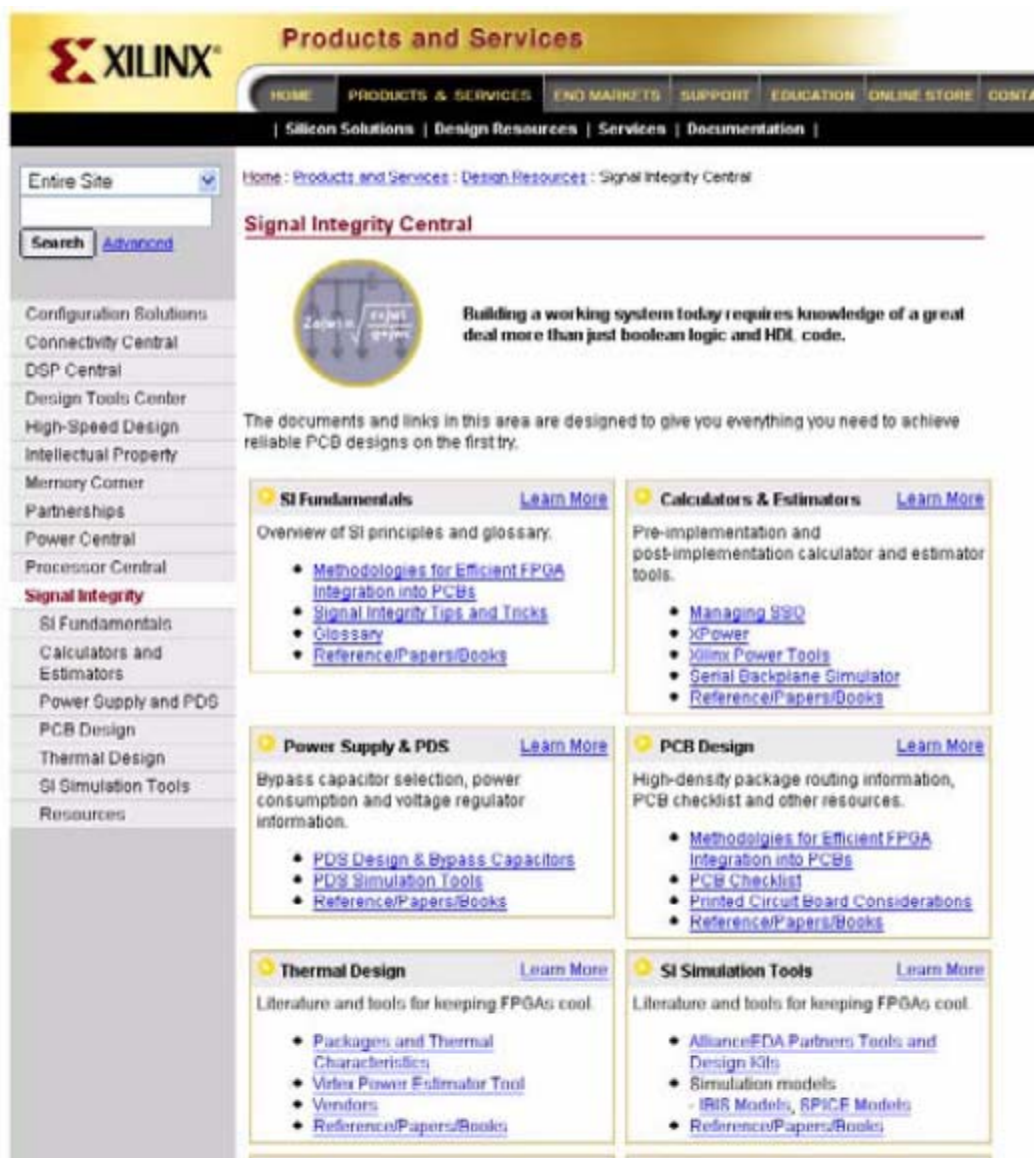 XILINX®
Products and Services
HOME PRODUCTS & SERVICES END MARKETS SUPPORT EDUCATION ONLINE STORE CONTA
| Silicon Solutions | Design Resources | Services | Documentation |
Entire Site
Search Advanced
Configuration Solutions
Connectivity Central
DSP Central
Design Tools Center
High-Speed Design
Intellectual Property
Memory Corner
Partnerships
Power Central
Processor Central
Signal Integrity
SI Fundamentals
Calculators and
Estimators
Power Supply and PDS
PCB Design
Thermal Design
SI Simulation Tools
Resources
Home : Products and Services : Design Resources : Signal Integrity Central
Signal Integrity Central
Building a working system today requires knowledge of a great
deal more than just boolean logic and HDL code.
The documents and links in this area are designed to give you everything you need to achieve
reliable PCB designs on the first try.
SI Fundamentals Learn More
Overview of SI principles and glossary.
• Methodologies for Efficient FPGA
Integration into PCBs
• Signal Integrity Tips and Tricks
• Glossary
• Reference/Papers/Books
Calculators & Estimators Learn More
Pre-implementation and
post-implementation calculator and estimator
tools.
• Managing SSO
• XPower
• Xilinx Power Tools
• Serial Backplane Simulator
• Reference/Papers/Books
Power Supply & PDS Learn More
Bypass capacitor selection, power
consumption and voltage regulator
information.
• PDS Design & Bypass Capacitors
• PDS Simulation Tools
• Reference/Papers/Books
PCB Design Learn More
High-density package routing information,
PCB checklist and other resources.
• Methodolgies for Efficient FPGA
Integration into PCBs
• PCB Checklist
• Printed Circuit Board Considerations
• Reference/Papers/Books
Thermal Design Learn More
Literature and tools for keeping FPGAs cool.
• Packages and Thermal
Characteristics
• Virtex Power Estimator Tool
• Vendors
• Reference/Papers/Books
SI Simulation Tools Learn More
Literature and tools for keeping FPGAs cool.
• AllianceEDA Partners Tools and
Design Kits
• Simulation models
- IBIS Models, SPICE Models
• Reference/Papers/Books